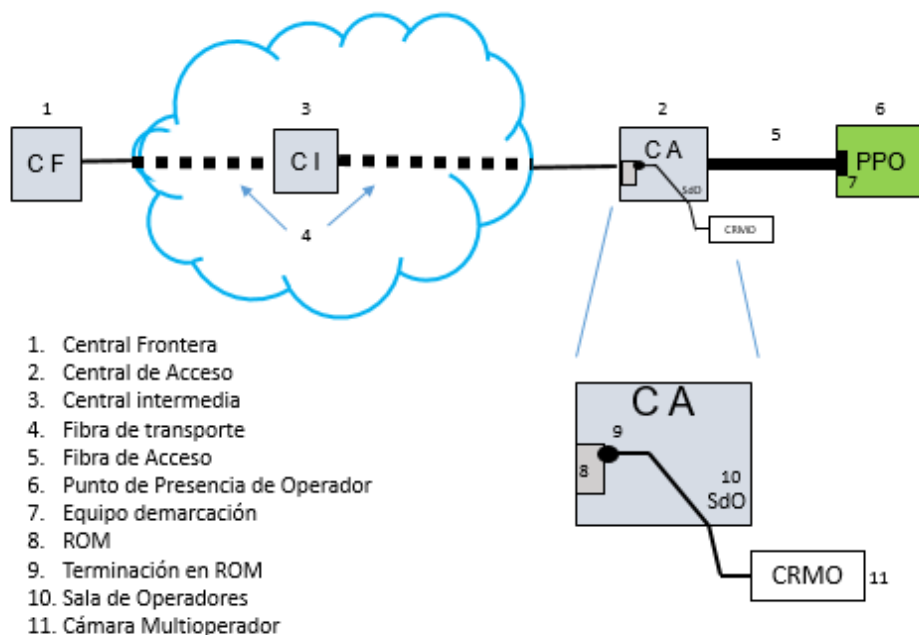 1
3
2
6
C F
C I
C A
5
PPO
7
SdO
CRMO
4
1. Central Frontera
2. Central de Acceso
3. Central intermedia
4. Fibra de transporte
5. Fibra de Acceso
6. Punto de Presencia de Operador
7. Equipo demarcación
8. ROM
9. Terminación en ROM
10. Sala de Operadores
11. Cámara Multioperador
C A
9
8
10
SdO
CRMO
11